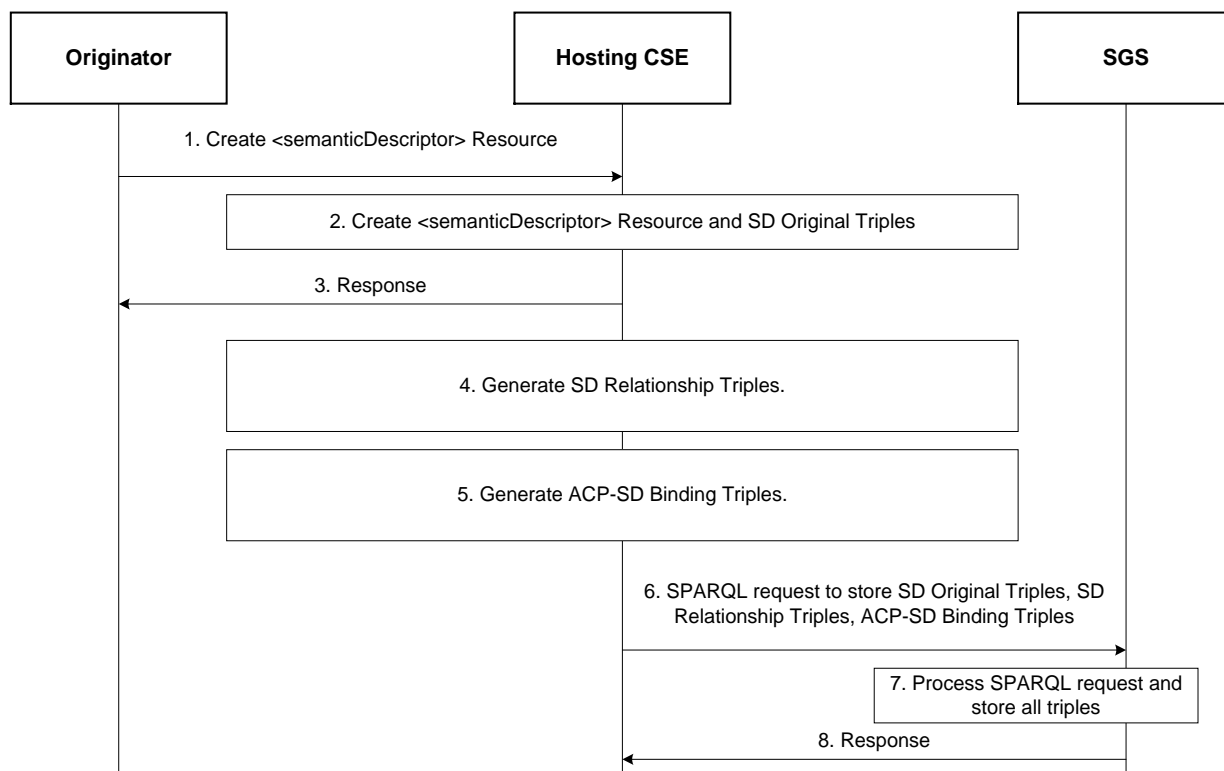 Originator
Hosting CSE
SGS
1. Create <semanticDescriptor> Resource
2. Create <semanticDescriptor> Resource and SD Original Triples
3. Response
4. Generate SD Relationship Triples.
5. Generate ACP-SD Binding Triples.
6. SPARQL request to store SD Original Triples, SD
Relationship Triples, ACP-SD Binding Triples
7. Process SPARQL request and
store all triples
8. Response